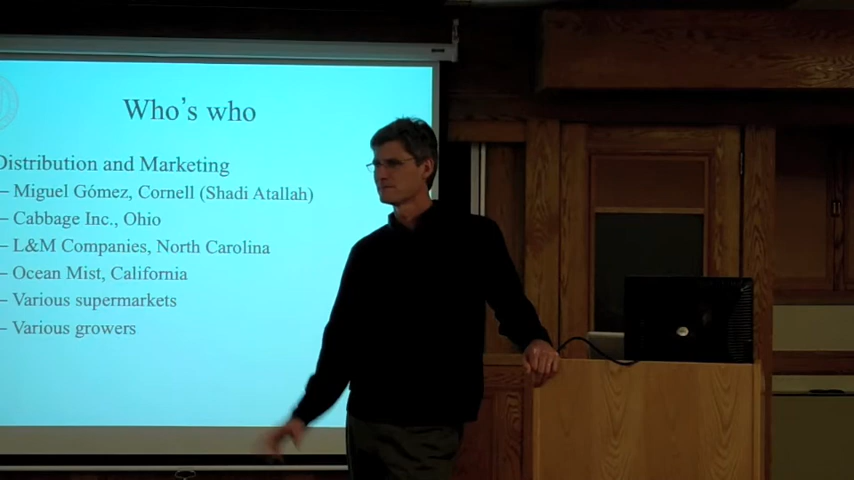 Who's who
Distribution and Marketing
– Miguel Gómez, Cornell (Shadi Atallah)
– Cabbage Inc., Ohio
– L&M Companies, North Carolina
– Ocean Mist, California
– Various supermarkets
– Various growers